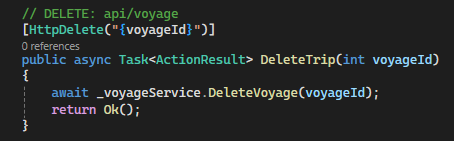 // DELETE: api/voyage
[HttpDelete("{voyageId}")]
0 references
public async Task<ActionResult> DeleteTrip(int voyageId)
{
    await _voyageService.DeleteVoyage(voyageId);
    return Ok();
}